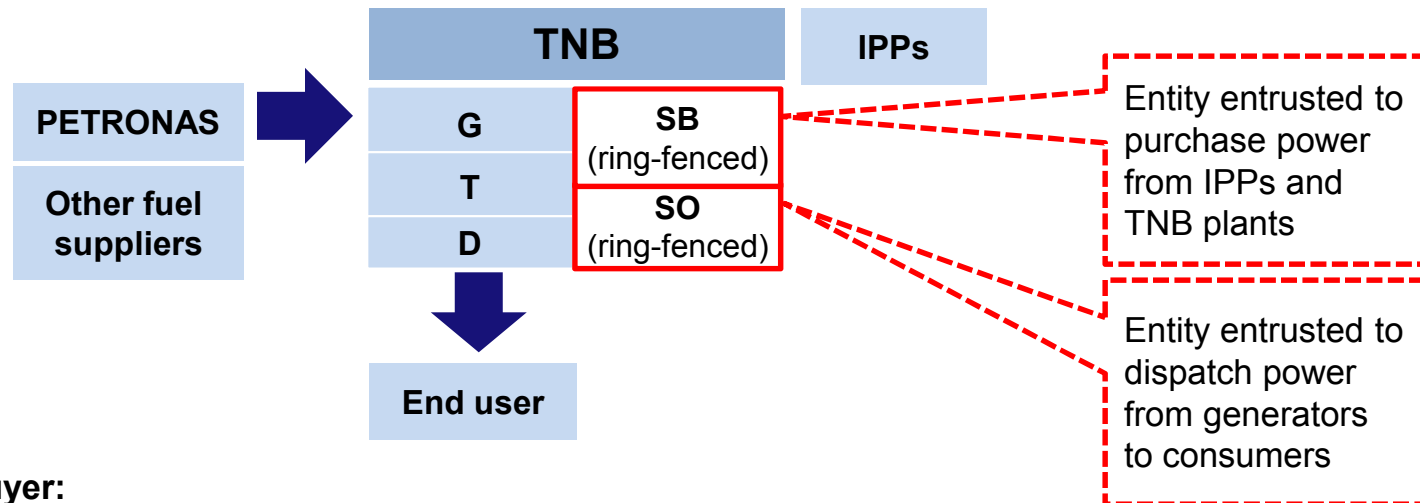 TNB
IPPs
PETRONAS
Other fuel
suppliers
G
T
D
SB
(ring-fenced)
SO
(ring-fenced)
End user
Entity entrusted to
purchase power
from IPPs and
TNB plants
Entity entrusted to
dispatch power
from generators
to consumers